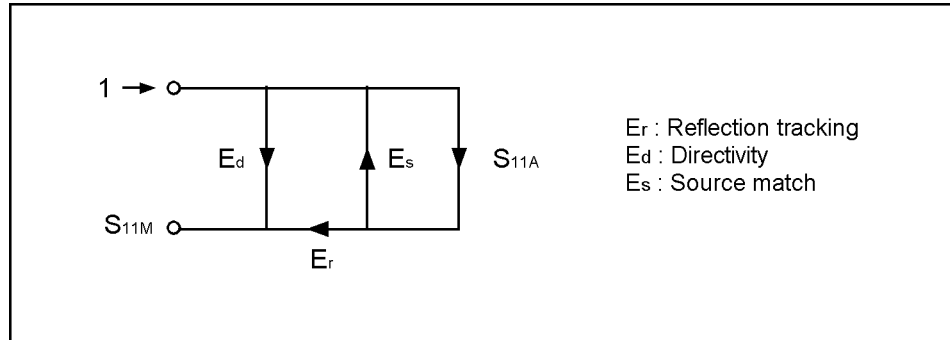 1
Ed
Es
S11A
S11M
Er
Er : Reflection tracking
Ed : Directivity
Es : Source match